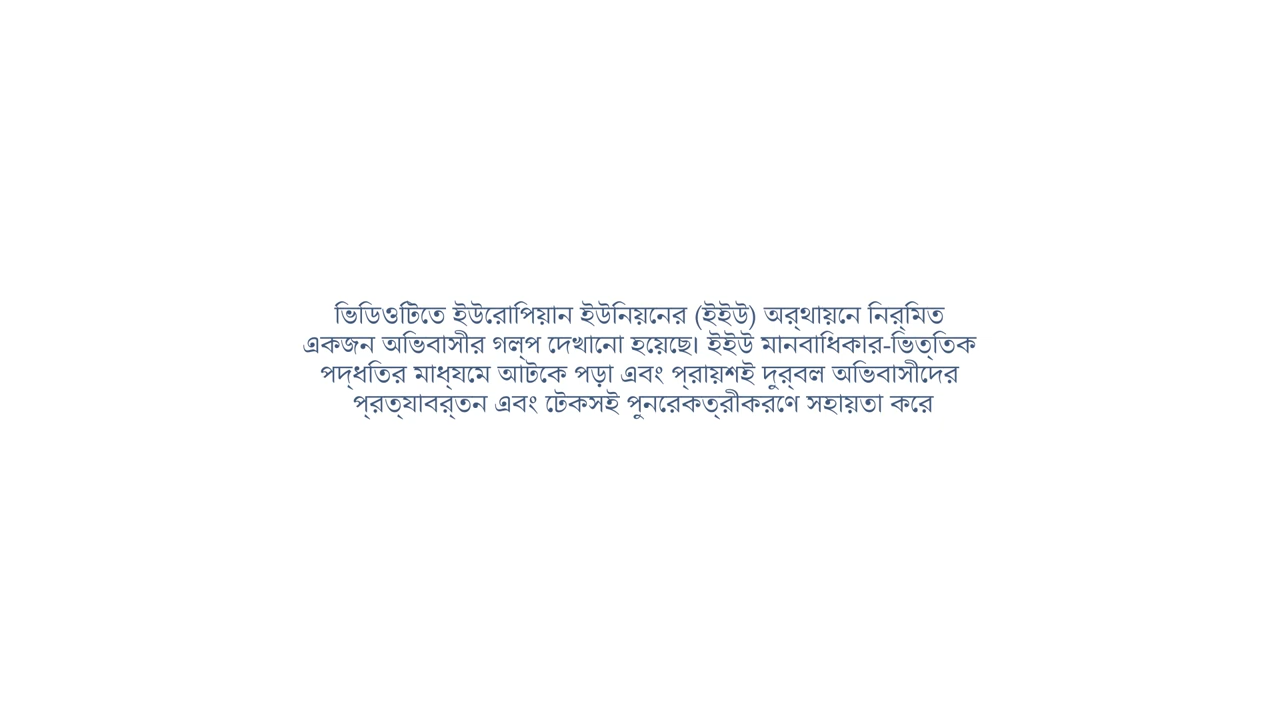 ভিডিওটিতে ইউরোপিয়ান ইউনিয়নের (ইইউ) অর্থায়নে নির্মিত
একজন অভিবাসীর গল্প দেখানো হয়েছে। ইইউ মানবাধিকার-ভিত্তিক
পদ্ধতির মাধ্যমে আটকে পড়া এবং প্রায়শই দুর্বল অভিবাসীদের
প্রত্যাবর্তন এবং টেকসই পুনরেকত্রীকরণে সহায়তা করে